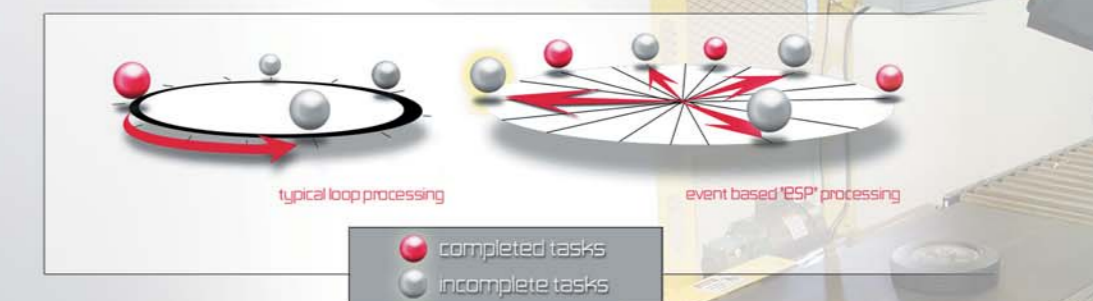 typical loop processing
event based "ESP" processing
completed tasks
incomplete tasks